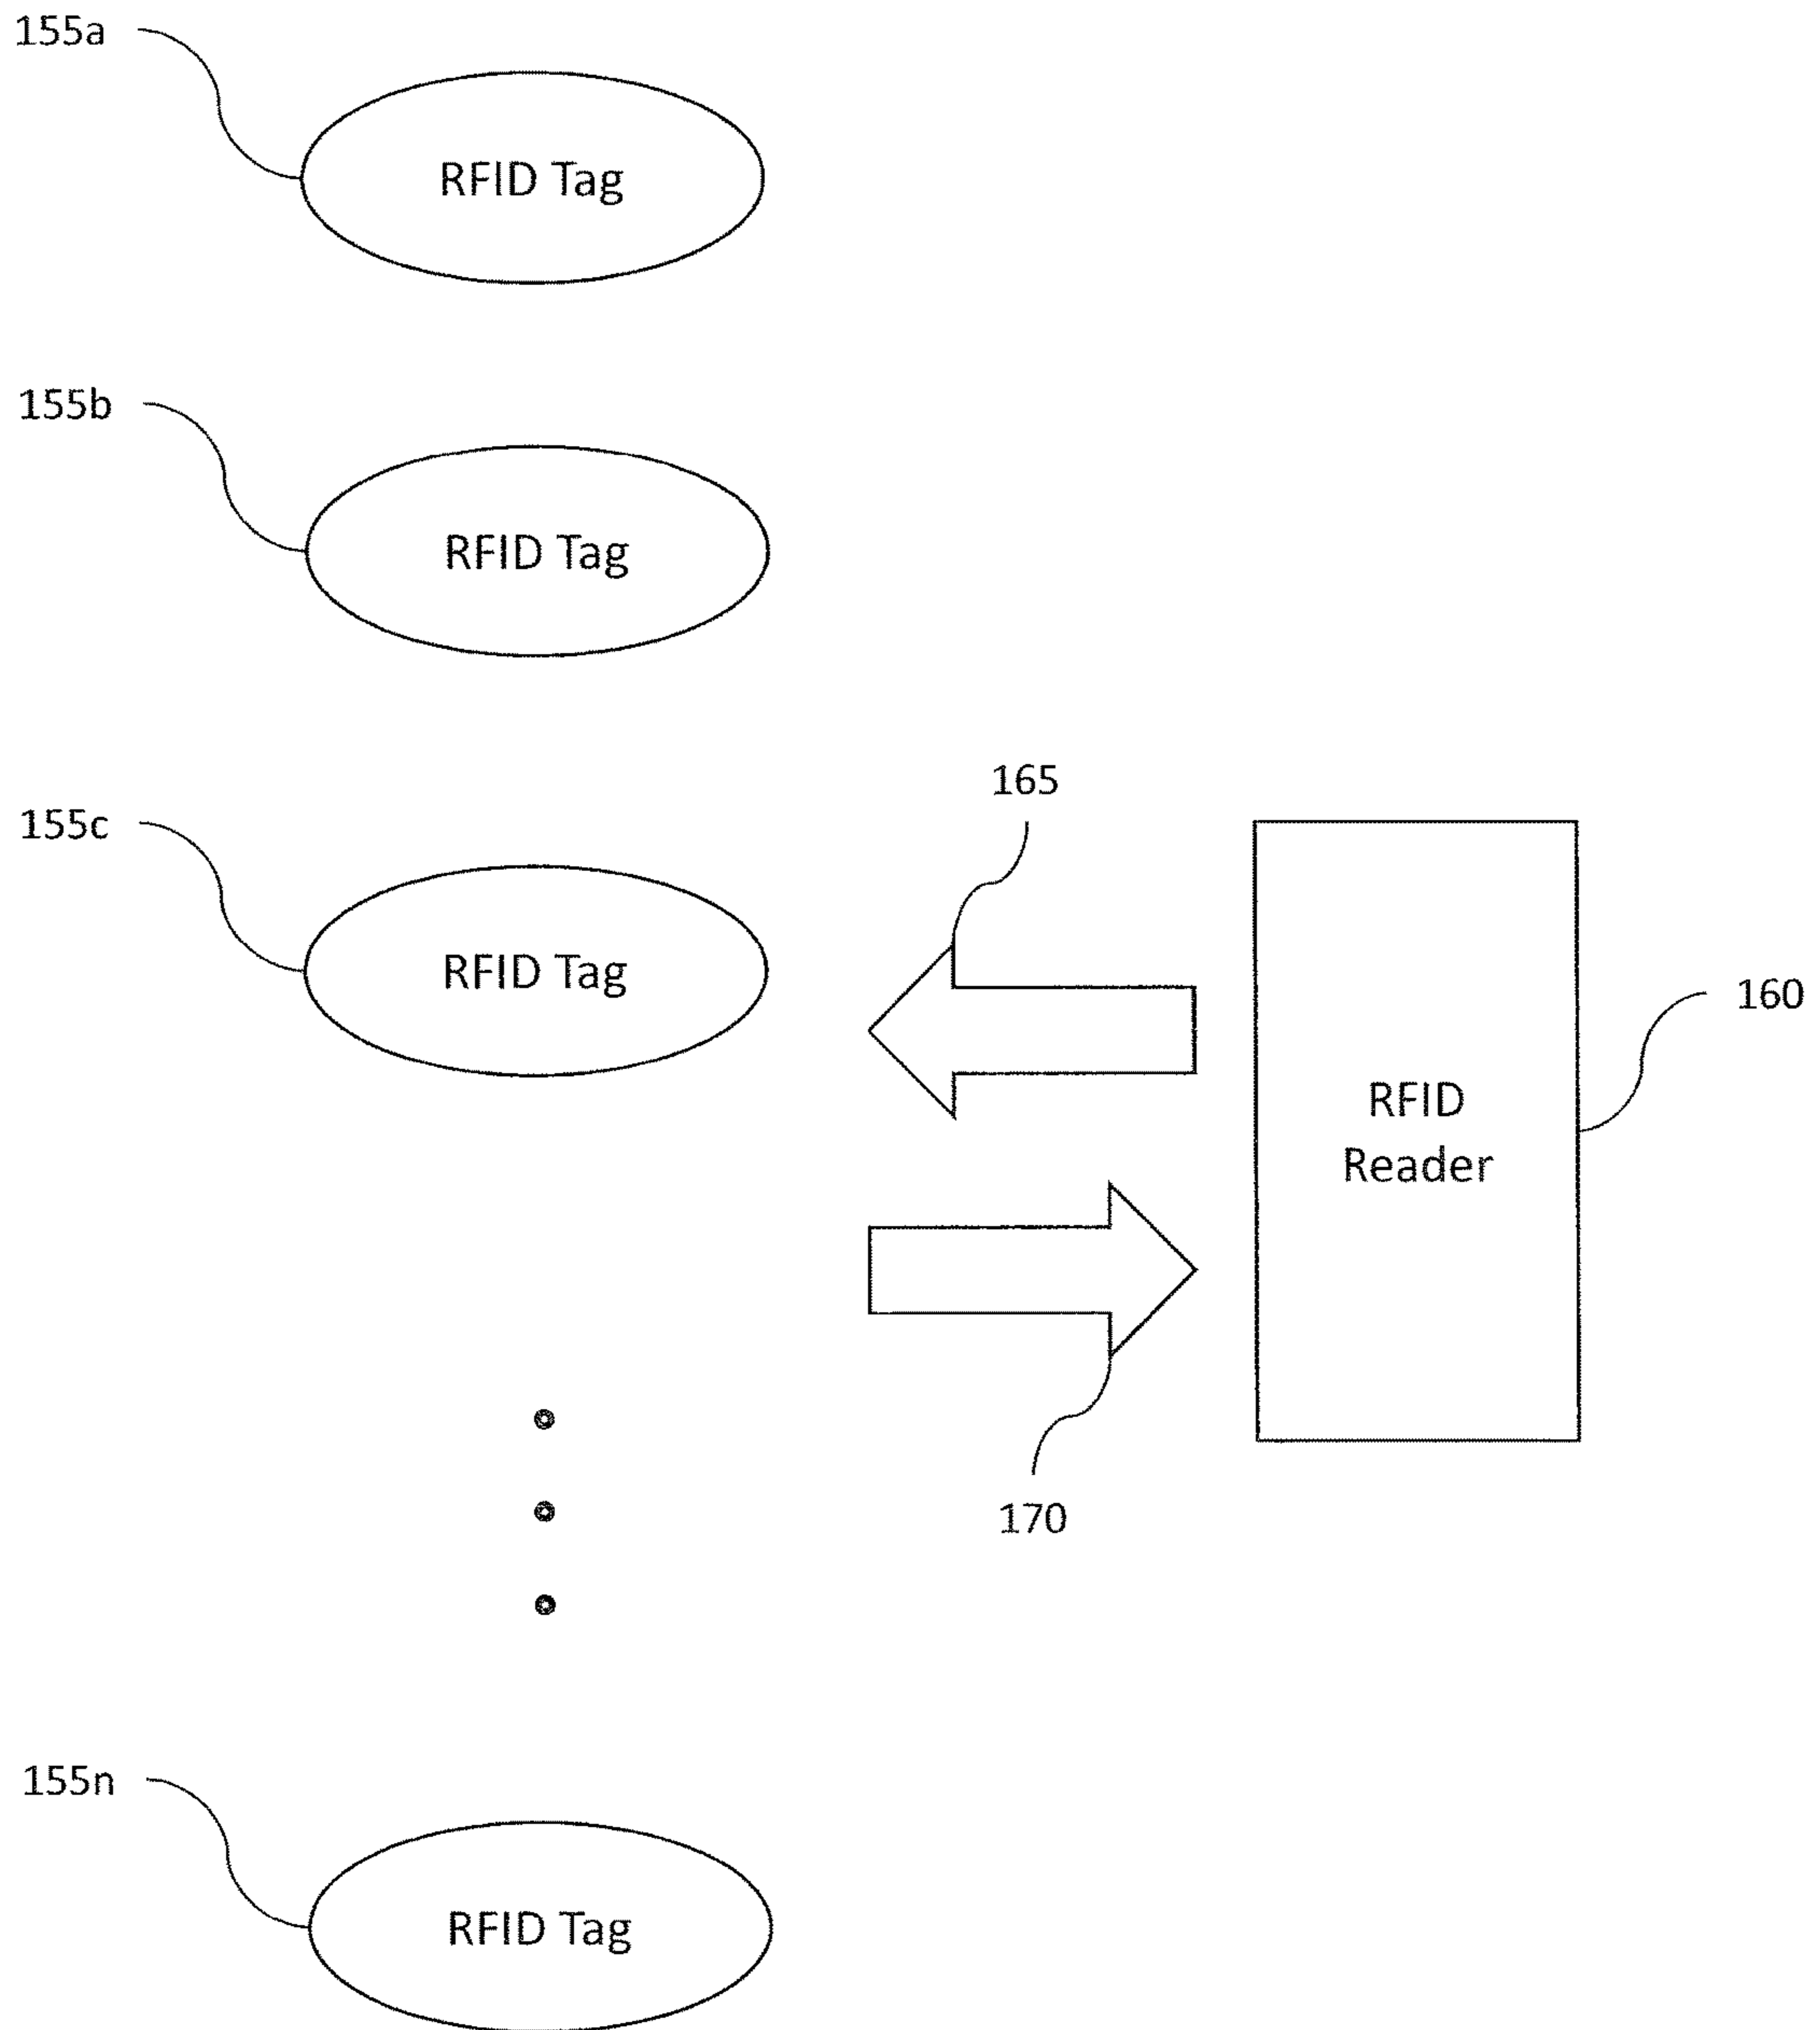 155a
RFID Tag
155b
RFID Tag
165
155c
RFID Tag
160
RFID
Reader
170
155n
RFID Tag